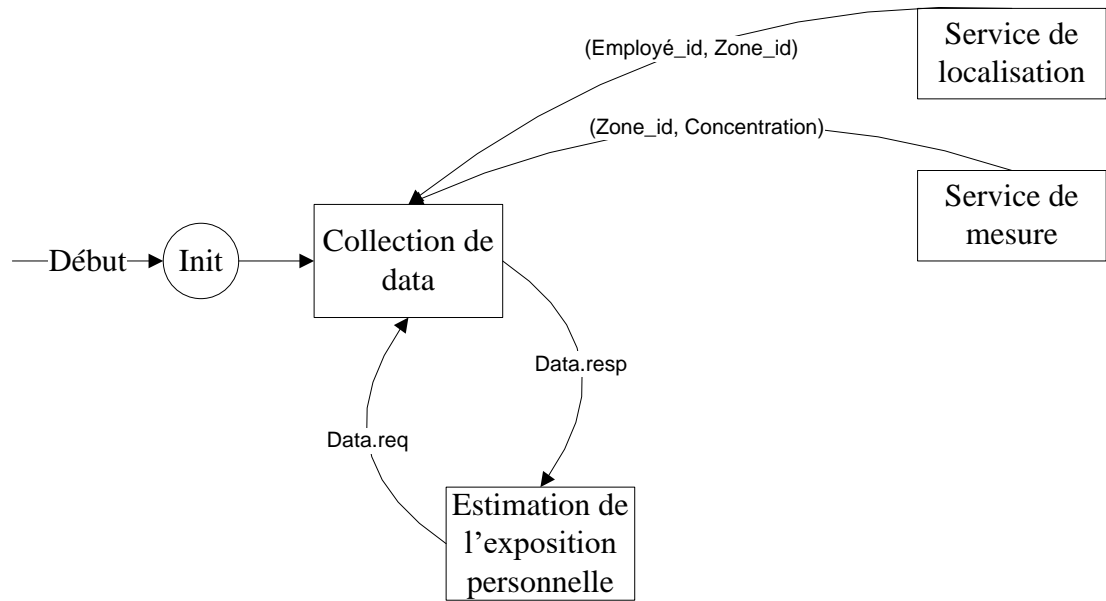 Service de
localisation
(Employé_id, Zone_id)
(Zone_id, Concentration)
Service de
mesure
Début
Init
Collection de
data
Data.resp
Data.req
Estimation de
l’exposition
personnelle